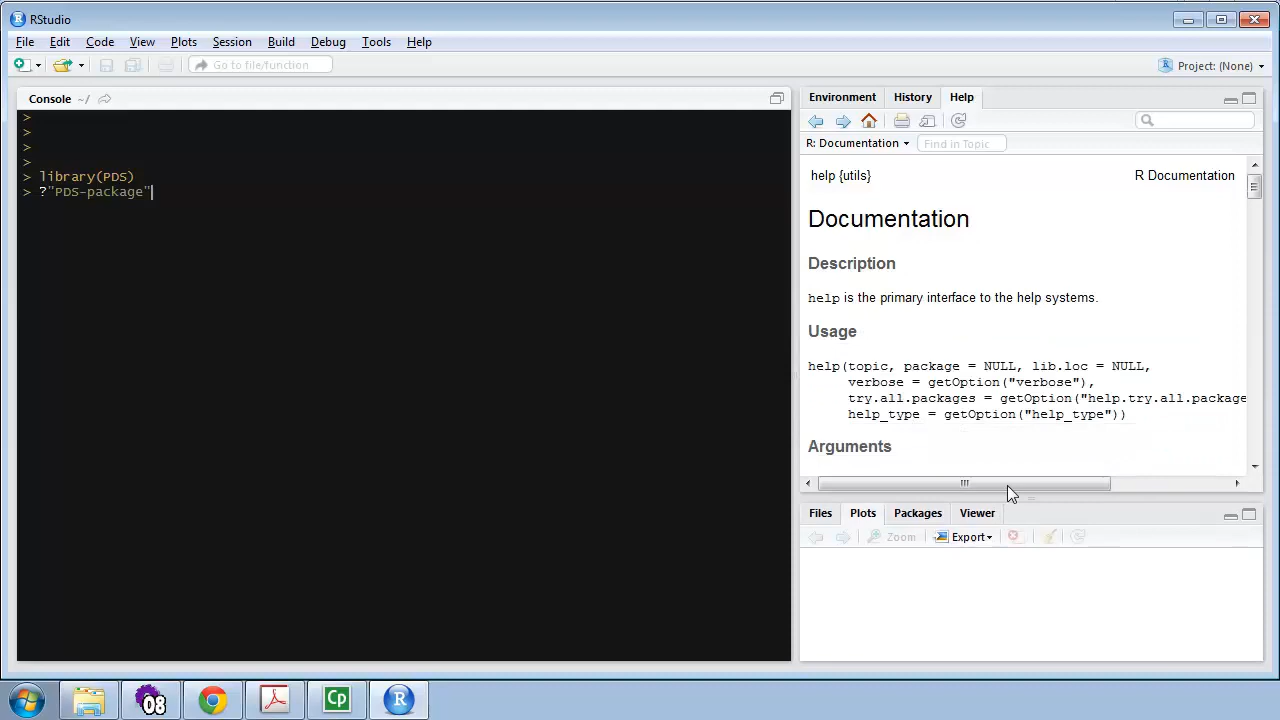 RStudio
File Edit Code View Plots Session Build Debug Tools Help
Go to file/function
Project: (None)
Console ~/
>
>
>
>
> library(PDS)
> ?"PDS-package"
Environment History Help
R: Documentation Find in Topic
help {utils} R Documentation
Documentation
Description
help is the primary interface to the help systems.
Usage
help(topic, package = NULL, lib.loc = NULL,
verbose = getOption("verbose"),
try.all.packages = getOption("help.try.all.package
help_type = getOption("help_type"))
Arguments
Files Plots Packages Viewer
Zoom Export
08
Cp
R